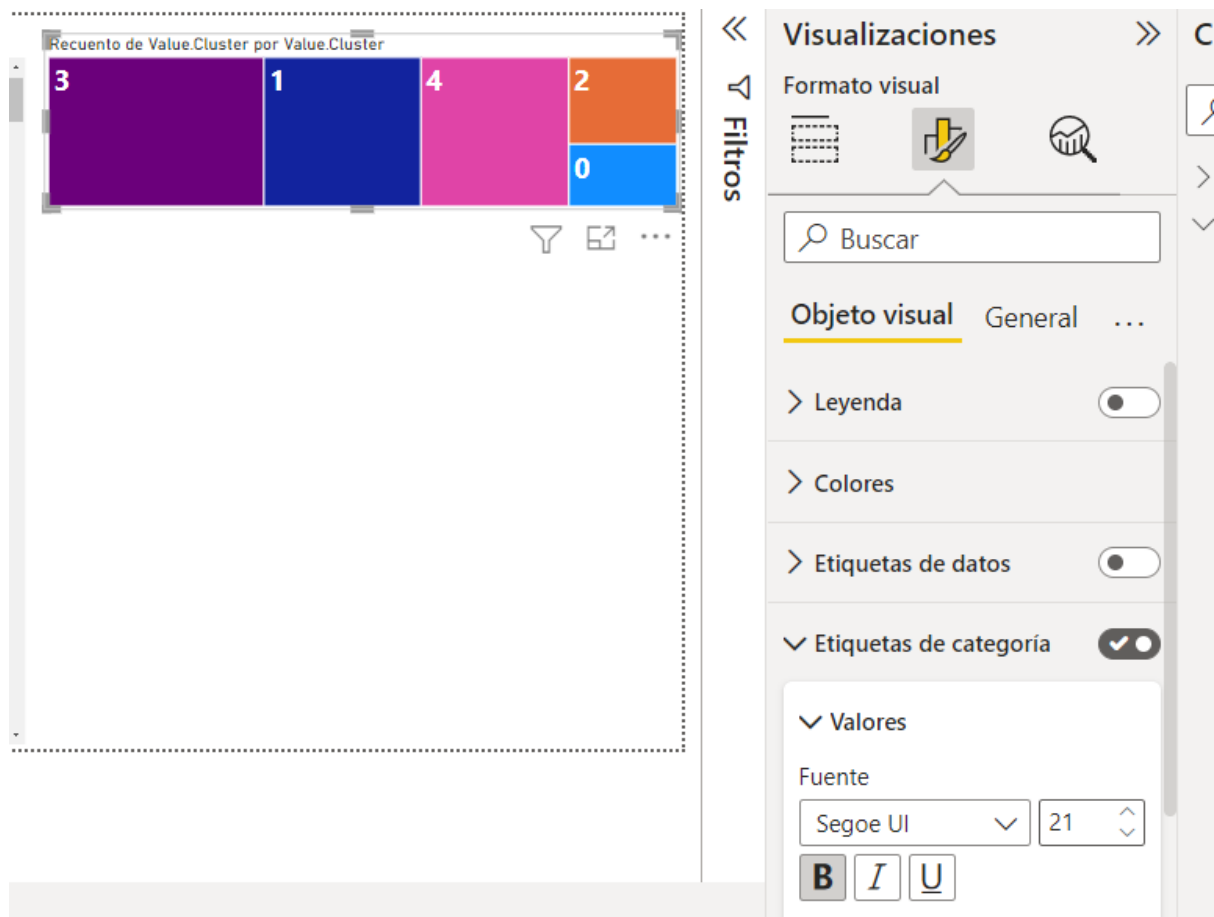 Recuento de Value.Cluster por Value.Cluster
3
1
4
2
0
Filtros
Visualizaciones
Formato visual
Buscar
Objeto visual
General
Leyenda
Colores
Etiquetas de datos
Etiquetas de categoría
Valores
Fuente
Segoe UI
21
B I U
C